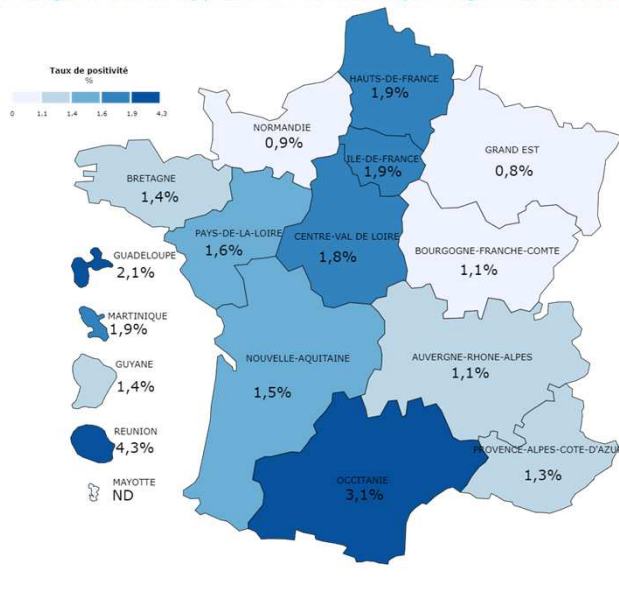 Taux de positivité
%
0 1.1 1.4 1.6 1.9 4.3
HAUTS-DE-FRANCE
1,9%
NORMANDIE
0,9%
ILE-DE-FRANCE
1,9%
GRAND EST
0,8%
BRETAGNE
1,4%
PAYS-DE-LA-LOIRE
1,6%
CENTRE-VAL DE LOIRE
1,8%
BOURGOGNE-FRANCHE-COMTE
1,1%
GUADELOUPE
2,1%
MARTINIQUE
1,9%
NOUVELLE-AQUITAINE
1,5%
AUVERGNE-RHONE-ALPES
1,1%
GUYANE
1,4%
REUNION
4,3%
OCCITANIE
3,1%
PROVENCE-ALPES-COTE-D'AZU
1,3%
MAYOTTE
ND